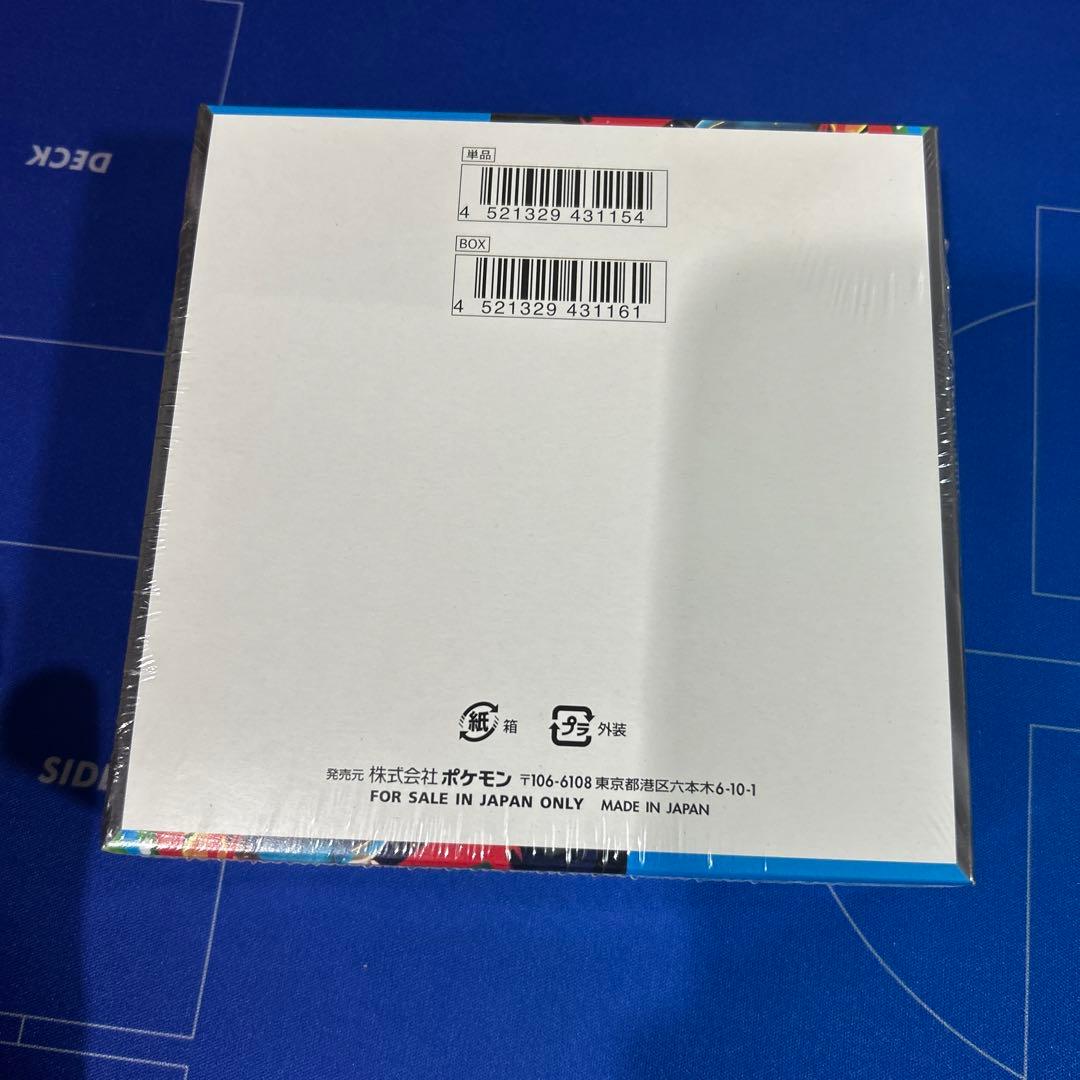 DECK
単品
4 521329 431154
BOX
4 521329 431161
紙 箱 プラ 外装
発売元 株式会社 ポケモン 〒106-6108 東京都港区六本木6-10-1
FOR SALE IN JAPAN ONLY MADE IN JAPAN